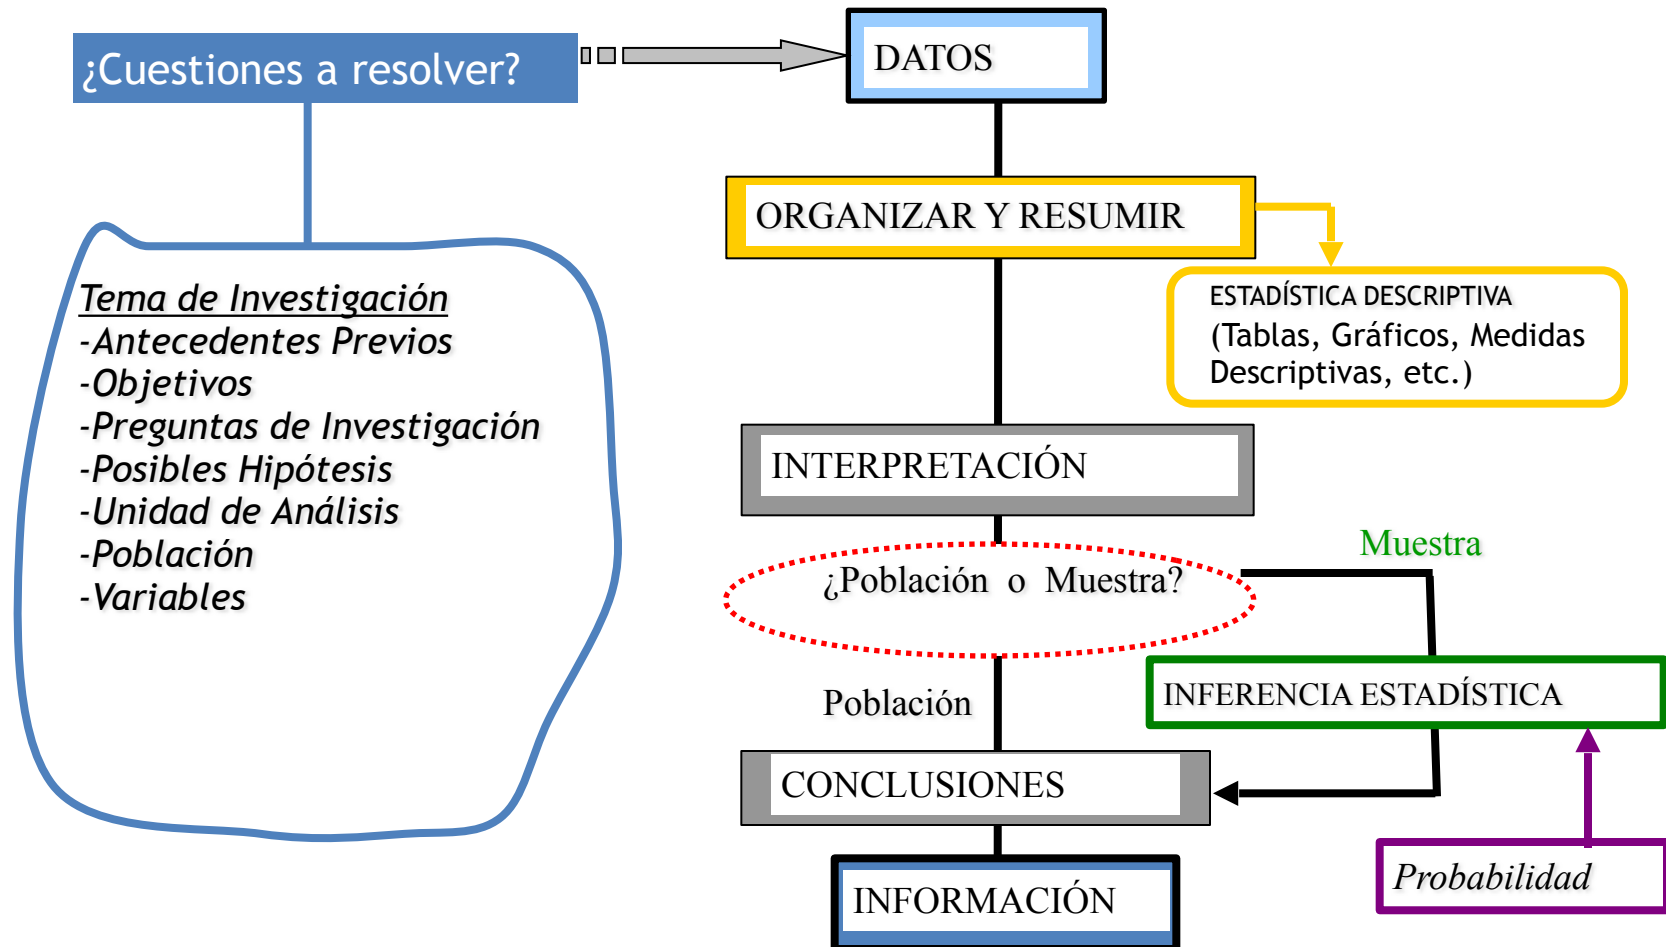 ¿Cuestiones a resolver?
DATOS
ORGANIZAR Y RESUMIR
ESTADÍSTICA DESCRIPTIVA
(Tablas, Gráficos, Medidas
Descriptivas, etc.)
Tema de Investigación
-Antecedentes Previos
-Objetivos
-Preguntas de Investigación
-Posibles Hipótesis
-Unidad de Análisis
-Población
-Variables
INTERPRETACIÓN
¿Población o Muestra?
Muestra
Población
INFERENCIA ESTADÍSTICA
CONCLUSIONES
Probabilidad
INFORMACIÓN